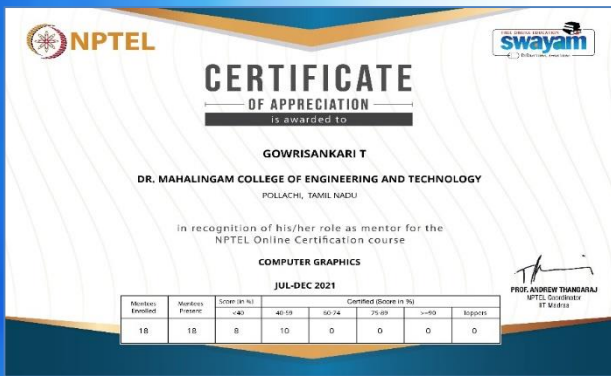 NPTEL
FREE ONLINE EDUCATION
swayam
CERTIFICATE
OF APPRECIATION
is awarded to
GOWRISANKARI T
DR. MAHALINGAM COLLEGE OF ENGINEERING AND TECHNOLOGY
POLLACHI, TAMIL NADU
in recognition of his/her role as mentor for the
NPTEL Online Certification course
COMPUTER GRAPHICS
JUL-DEC 2021
PROF. ANDREW THANGARAJ
NPTEL Coordinator
IIT Madras
Mentees Enrolled Mentees Present Score (in %) Certified (Score in %)
<40 40-59 60-74 75-89 >=90 Toppers
18 18 8 10 0 0 0 0